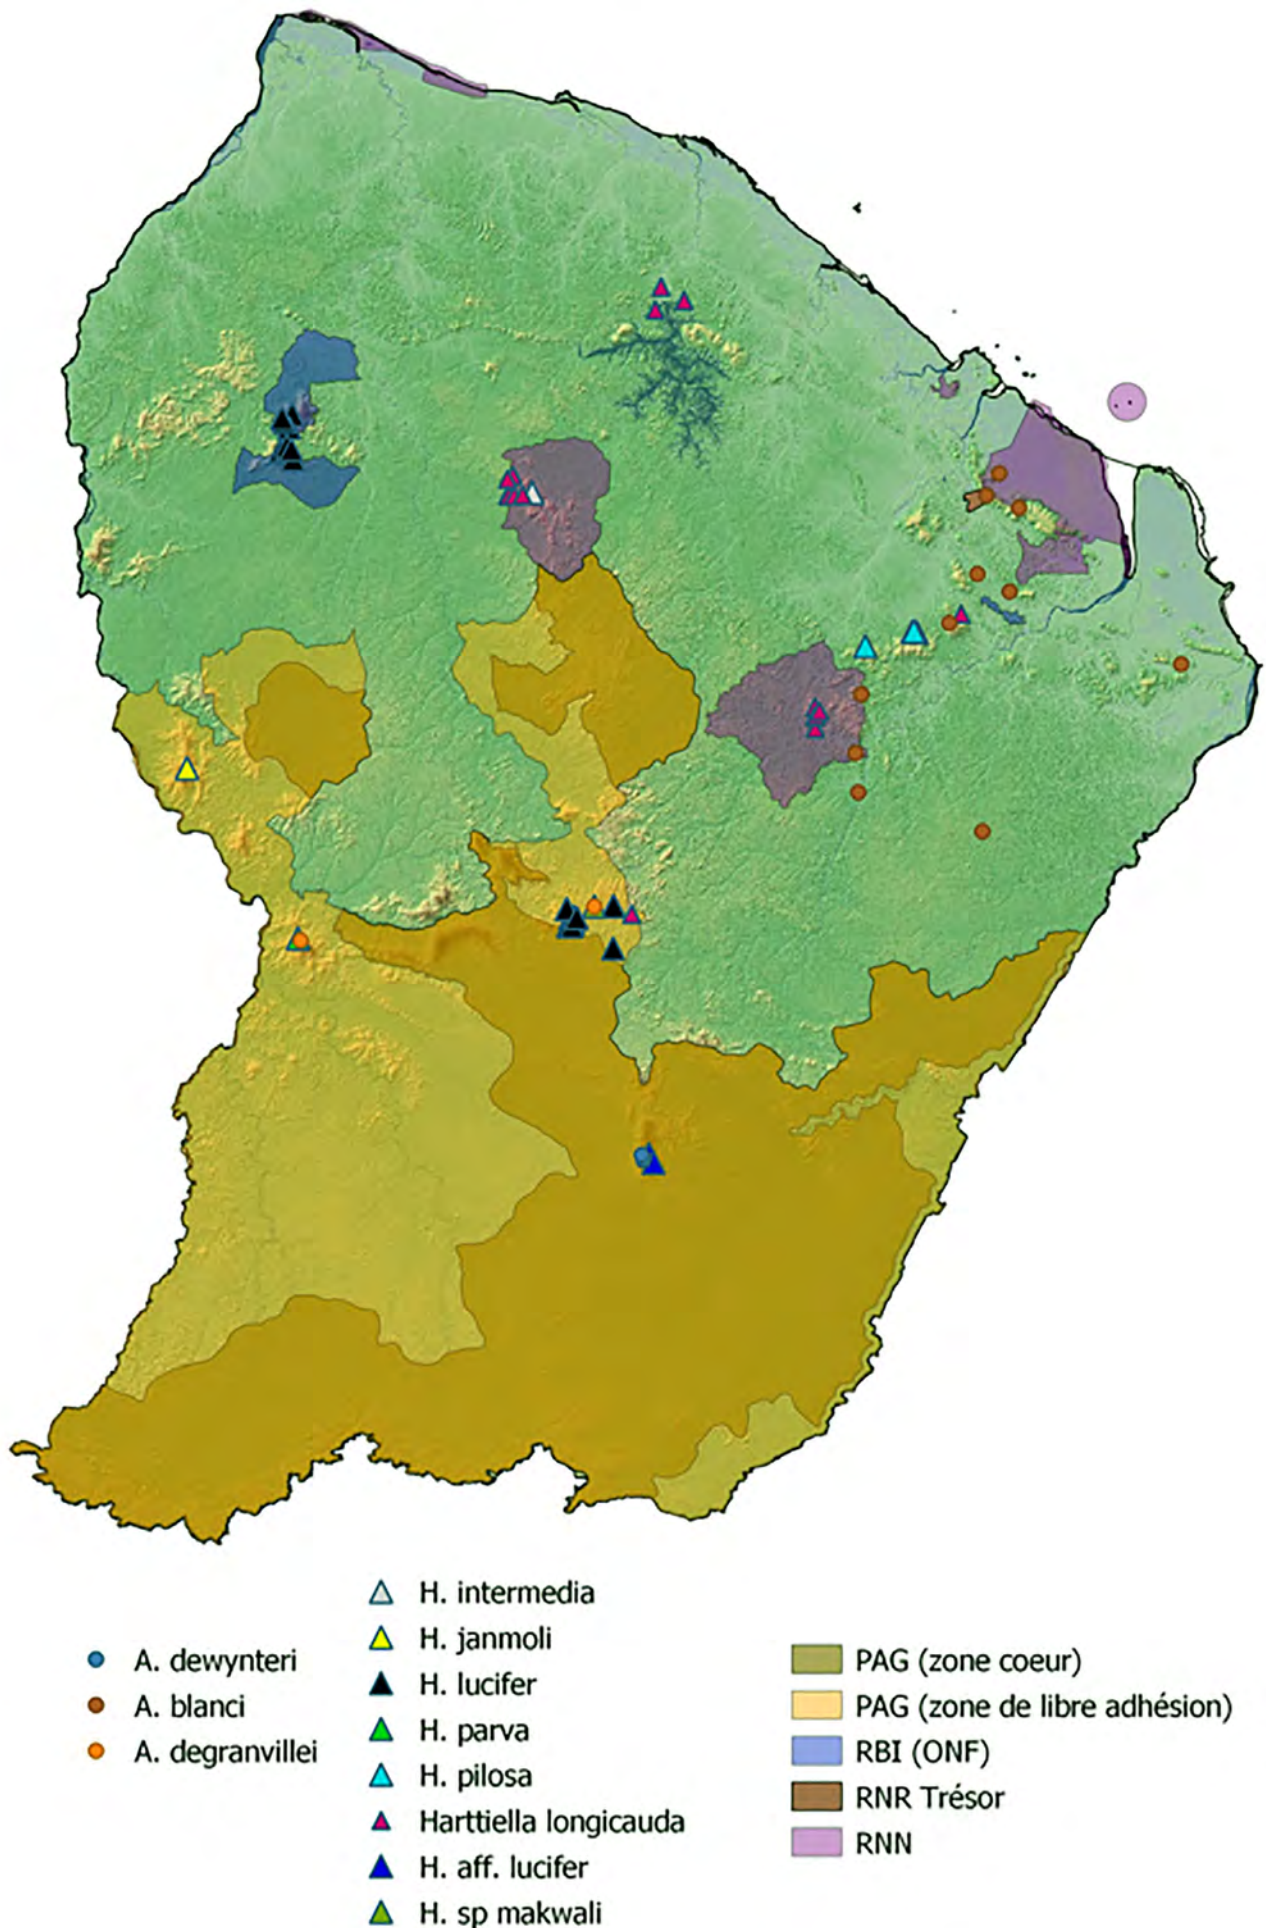 A. dewynteri
A. blanci
A. degranvillei
H. intermedia
H. janmoli
H. lucifer
H. parva
H. pilosa
Harttiella longicauda
H. aff. lucifer
H. sp makwali
PAG (zone coeur)
PAG (zone de libre adhésion)
RBI (ONF)
RNR Trésor
RNN